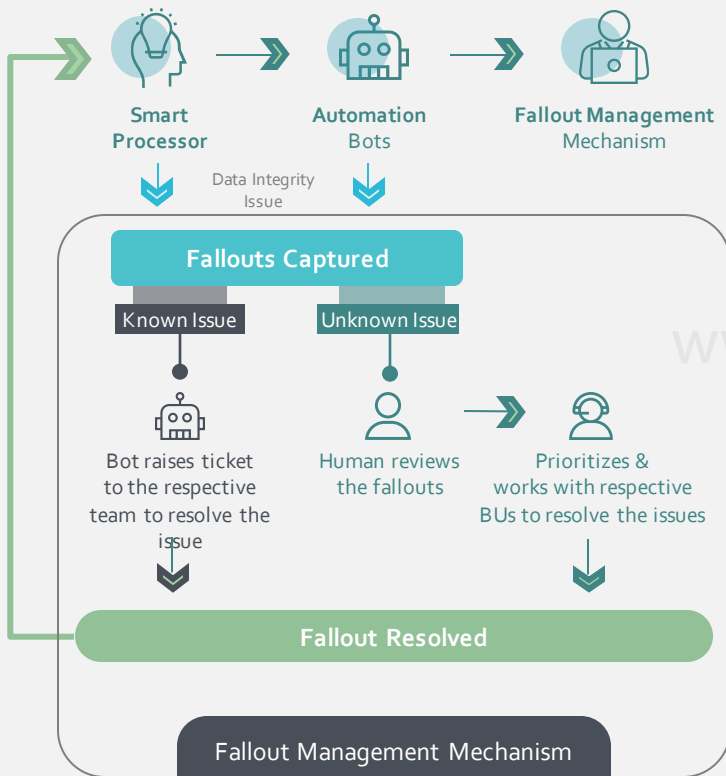 Smart
Processor
Automation
Bots
Fallout Management
Mechanism
Data Integrity
Issue
Fallouts Captured
Known Issue
Unknown Issue
Bot raises ticket
to the respective
team to resolve the
issue
Human reviews
the fallouts
Prioritizes &
works with respective
BUs to resolve the issues
Fallout Resolved
Fallout Management Mechanism